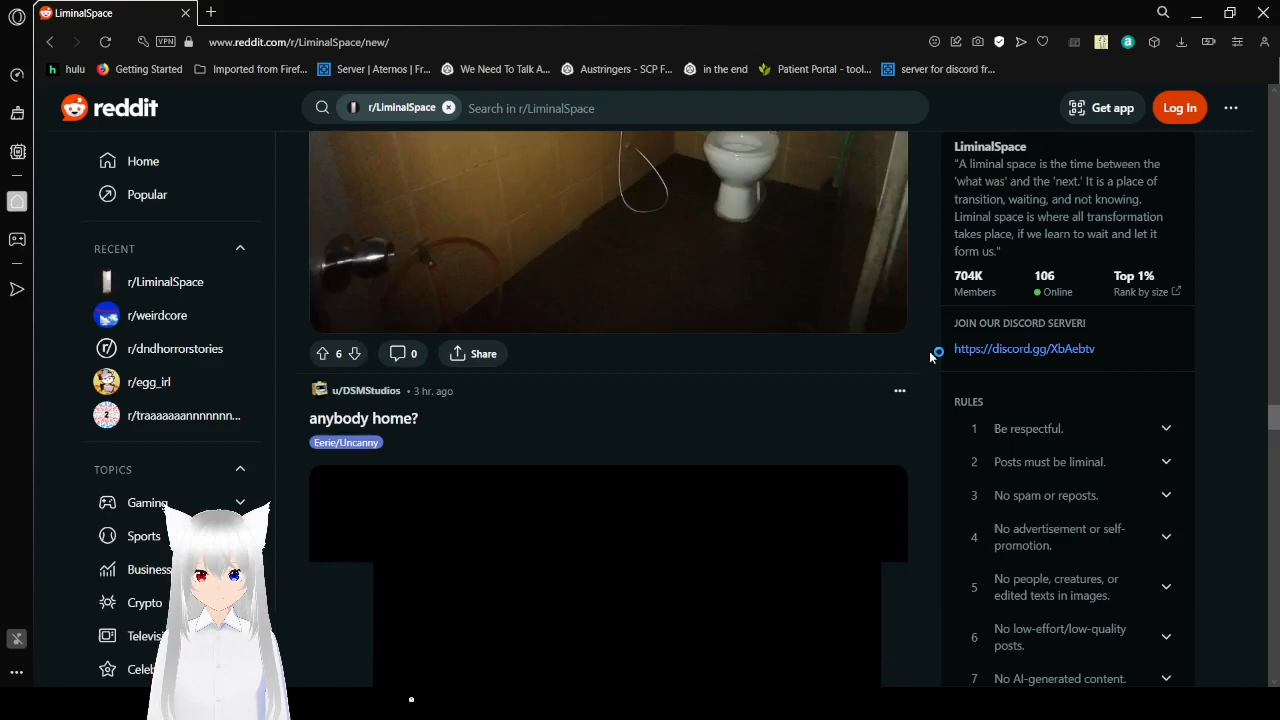 LiminalSpace
VPN
www.reddit.com/r/LiminalSpace/new/
hulu
Getting Started
Imported from Firef...
Server | Aternos | Fr...
We Need To Talk A...
Austringers - SCP F...
in the end
Patient Portal - tool...
server for discord fr...
reddit
r/LiminalSpace
Search in r/LiminalSpace
Get app
Log In
Home
Popular
RECENT
r/LiminalSpace
r/weirdcore
r/dndhorrorstories
r/egg_irl
r/traaaaaaannnnnnn...
TOPICS
Gaming
Sports
Business
Crypto
Televisi
Celeb
6
0
Share
u/DSMStudios • 3 hr. ago
anybody home?
Eerie/Uncanny
LiminalSpace
"A liminal space is the time between the
'what was' and the 'next.' It is a place of
transition, waiting, and not knowing.
Liminal space is where all transformation
takes place, if we learn to wait and let it
form us."
704K
106
Top 1%
Members
Online
Rank by size
JOIN OUR DISCORD SERVER!
https://discord.gg/XbAebtv
RULES
1 Be respectful.
2 Posts must be liminal.
3 No spam or reposts.
4 No advertisement or self-
promotion.
5 No people, creatures, or
edited texts in images.
6 No low-effort/low-quality
posts.
7 No AI-generated content.